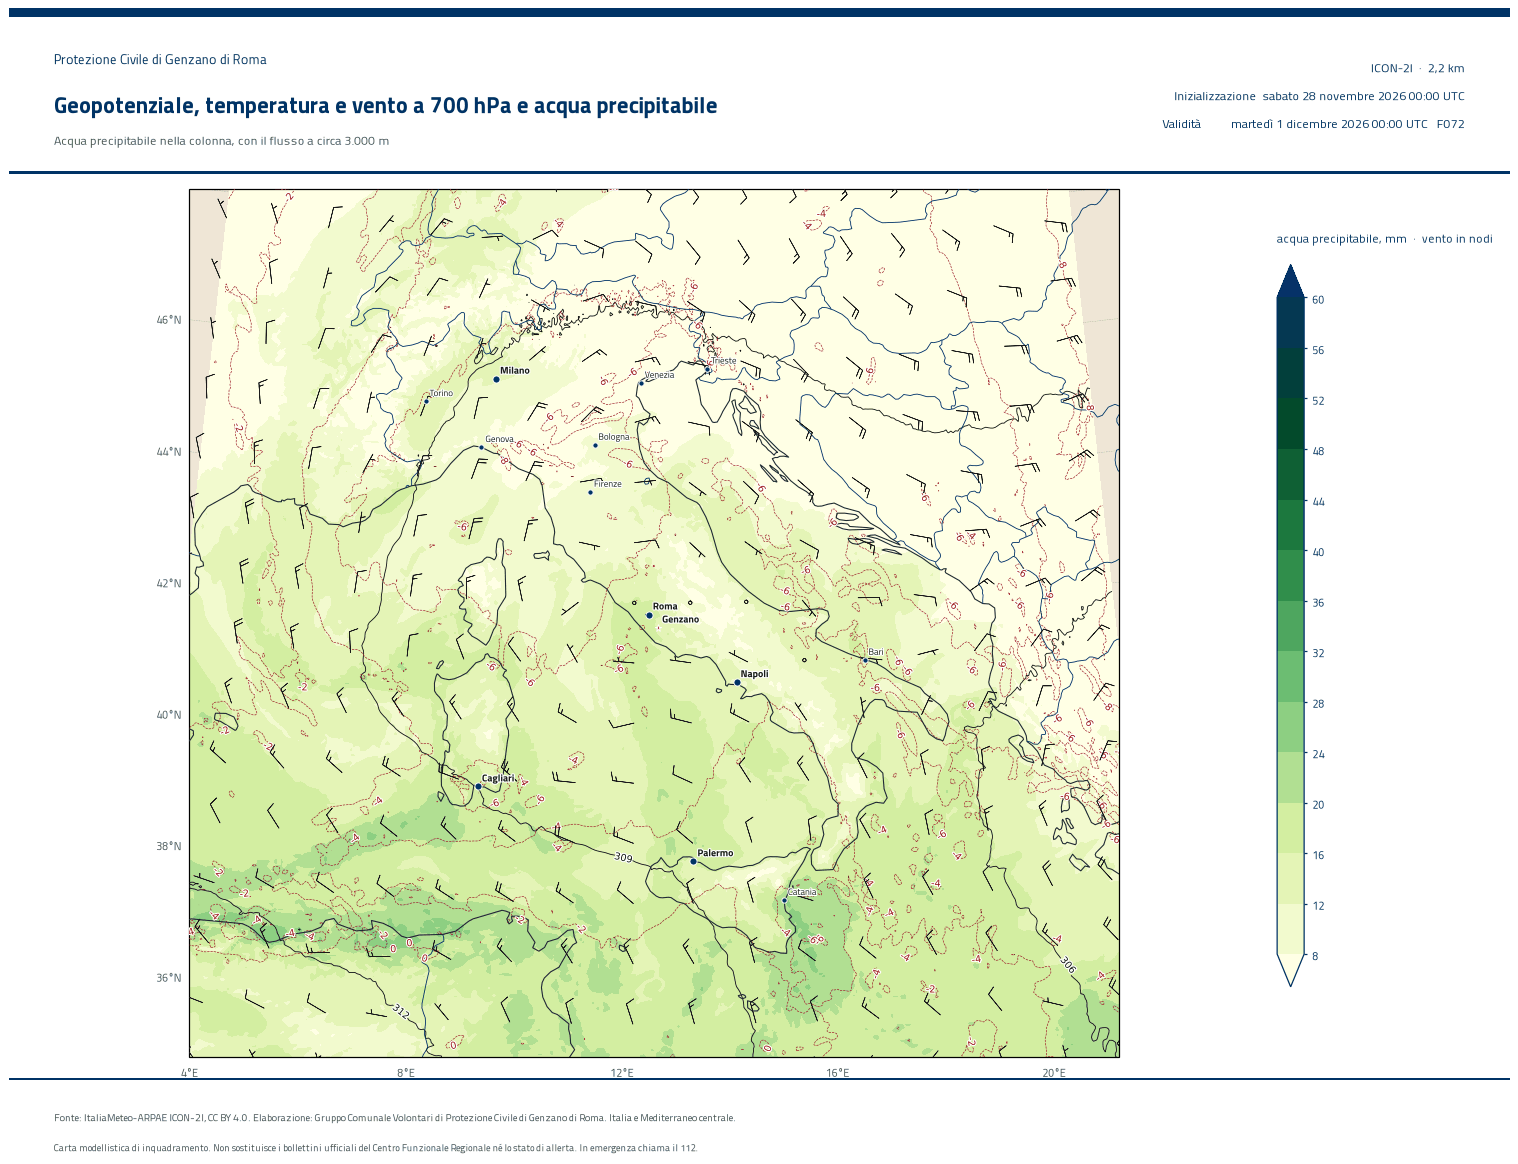 Protezione Civile di Genzano di Roma
Geopotenziale, temperatura e vento a 700 hPa e acqua precipitabile
Acqua precipitabile nella colonna, con il flusso a circa 3.000 m
ICON-2I · 2,2 km
Inizializzazione sabato 28 novembre 2026 00:00 UTC
Validità martedì 1 dicembre 2026 00:00 UTC F072
acqua precipitabile, mm · vento in nodi
60
56
52
48
44
40
36
32
28
24
20
16
12
8
46°N
44°N
42°N
40°N
38°N
36°N
4°E
8°E
12°E
16°E
20°E
Milano
Torino
Venezia
Trieste
Genova
Bologna
Firenze
Roma
Genzano
Napoli
Bari
Cagliari
Palermo
Catania
309
306
312
Fonte: ItaliaMeteo-ARPAE ICON-2I, CC BY 4.0. Elaborazione: Gruppo Comunale Volontari di Protezione Civile di Genzano di Roma. Italia e Mediterraneo centrale.
Carta modellistica di inquadramento. Non sostituisce i bollettini ufficiali del Centro Funzionale Regionale né lo stato di allerta. In emergenza chiama il 112.